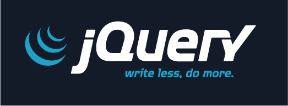 jQuery
write less, do more.